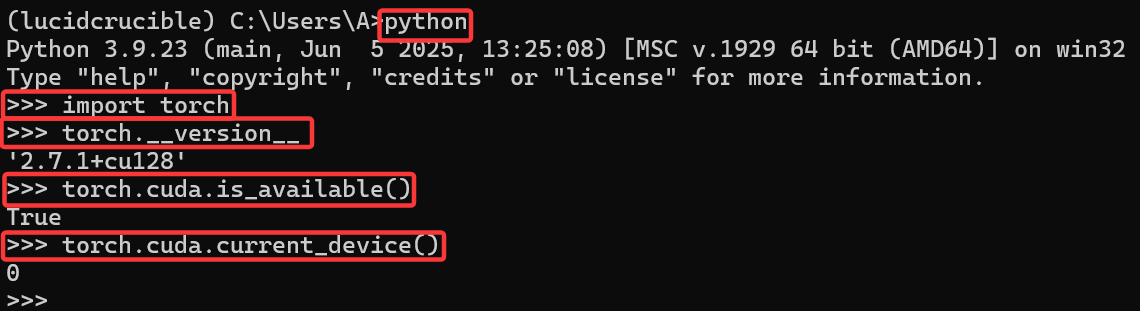 (lucidcrucible) C:\Users\A>python
Python 3.9.23 (main, Jun  5 2025, 13:25:08) [MSC v.1929 64 bit (AMD64)] on win32
Type "help", "copyright", "credits" or "license" for more information.
>>> import torch
>>> torch.__version__
'2.7.1+cu128'
>>> torch.cuda.is_available()
True
>>> torch.cuda.current_device()
0
>>>